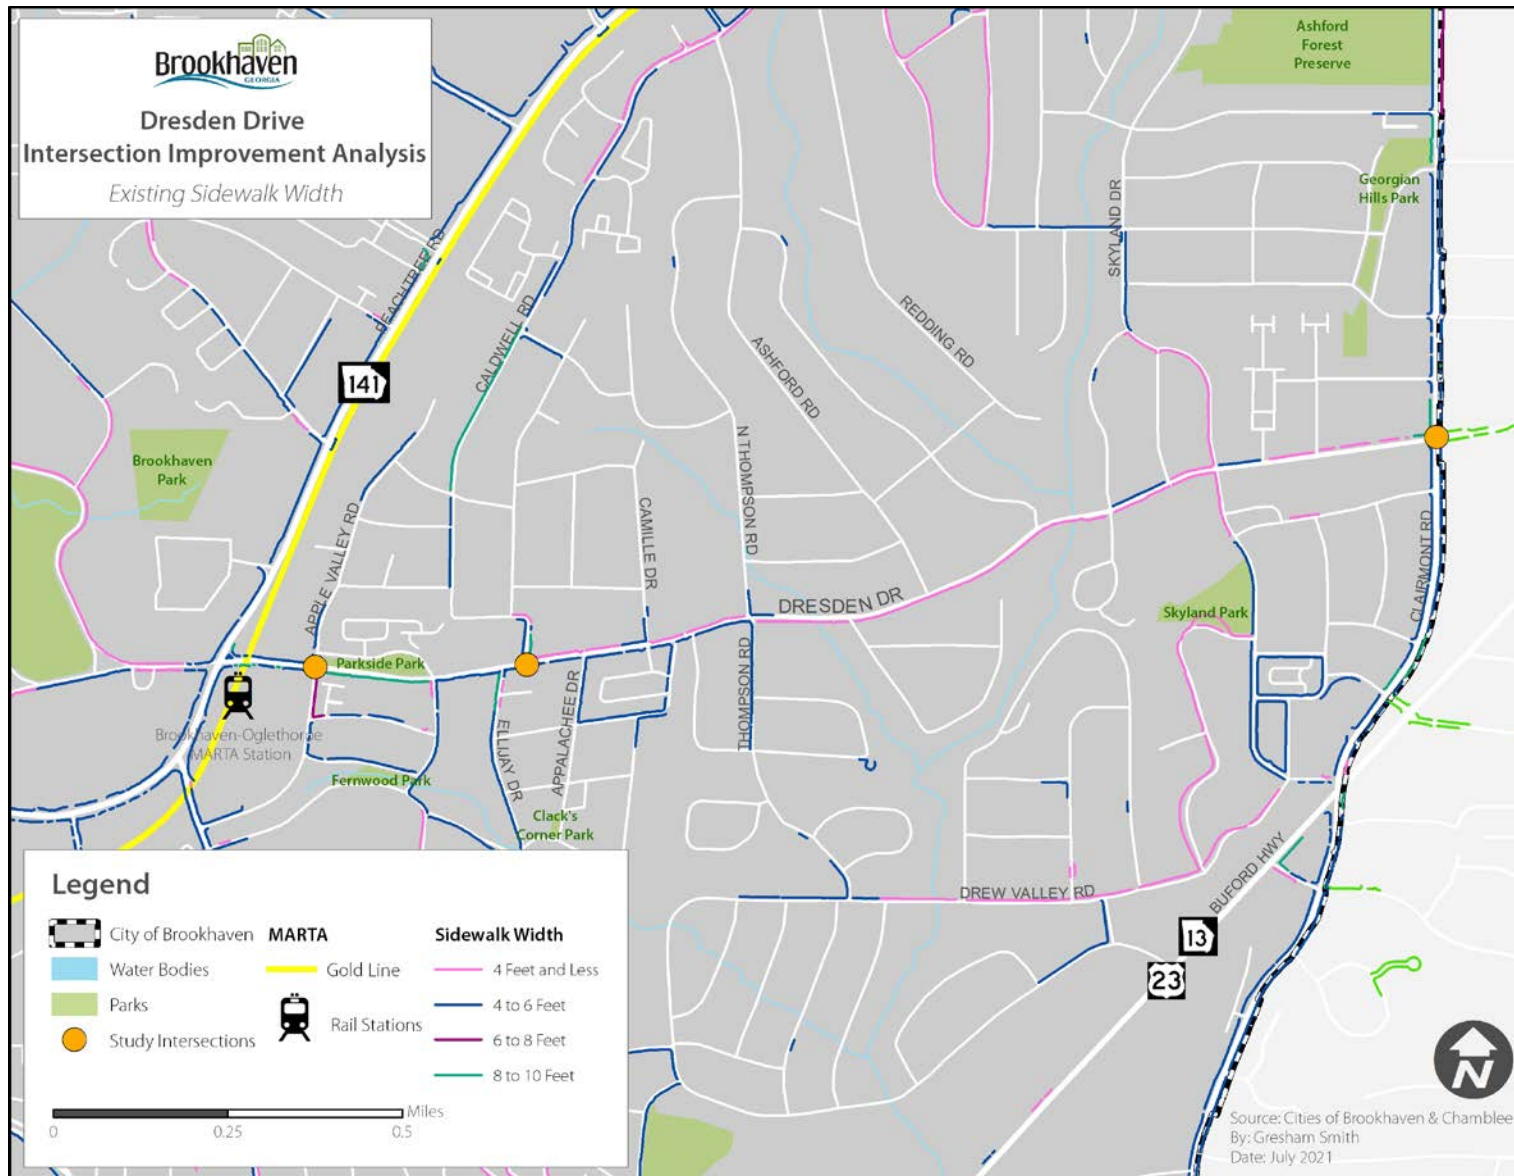 Brookhaven
GEORGIA
Dresden Drive
Intersection Improvement Analysis
Existing Sidewalk Width
Ashford
Forest
Preserve
Georgian
Hills Park
SKYLAND DR
PEACHTREE RD
CALDWELL RD
REDDING RD
ASHFORD RD
141
N THOMPSON RD
Brookhaven
Park
CAMILLE DR
APPLE VALLEY RD
CLAIRMONT RD
DRESDEN DR
Skyland Park
Parkside Park
THOMPSON RD
Brookhaven-Oglethorpe
MARTA Station
ELLIJAY DR
APPALACHEE DR
Fernwood Park
Clack's
Corner Park
BUFORD HWY
DREW VALLEY RD
13
23
Legend
City of Brookhaven
Water Bodies
Parks
Study Intersections
MARTA
Gold Line
Rail Stations
Sidewalk Width
4 Feet and Less
4 to 6 Feet
6 to 8 Feet
8 to 10 Feet
Miles
0 0.25 0.5
N
Source: Cities of Brookhaven & Chamblee
By: Gresham Smith
Date: July 2021